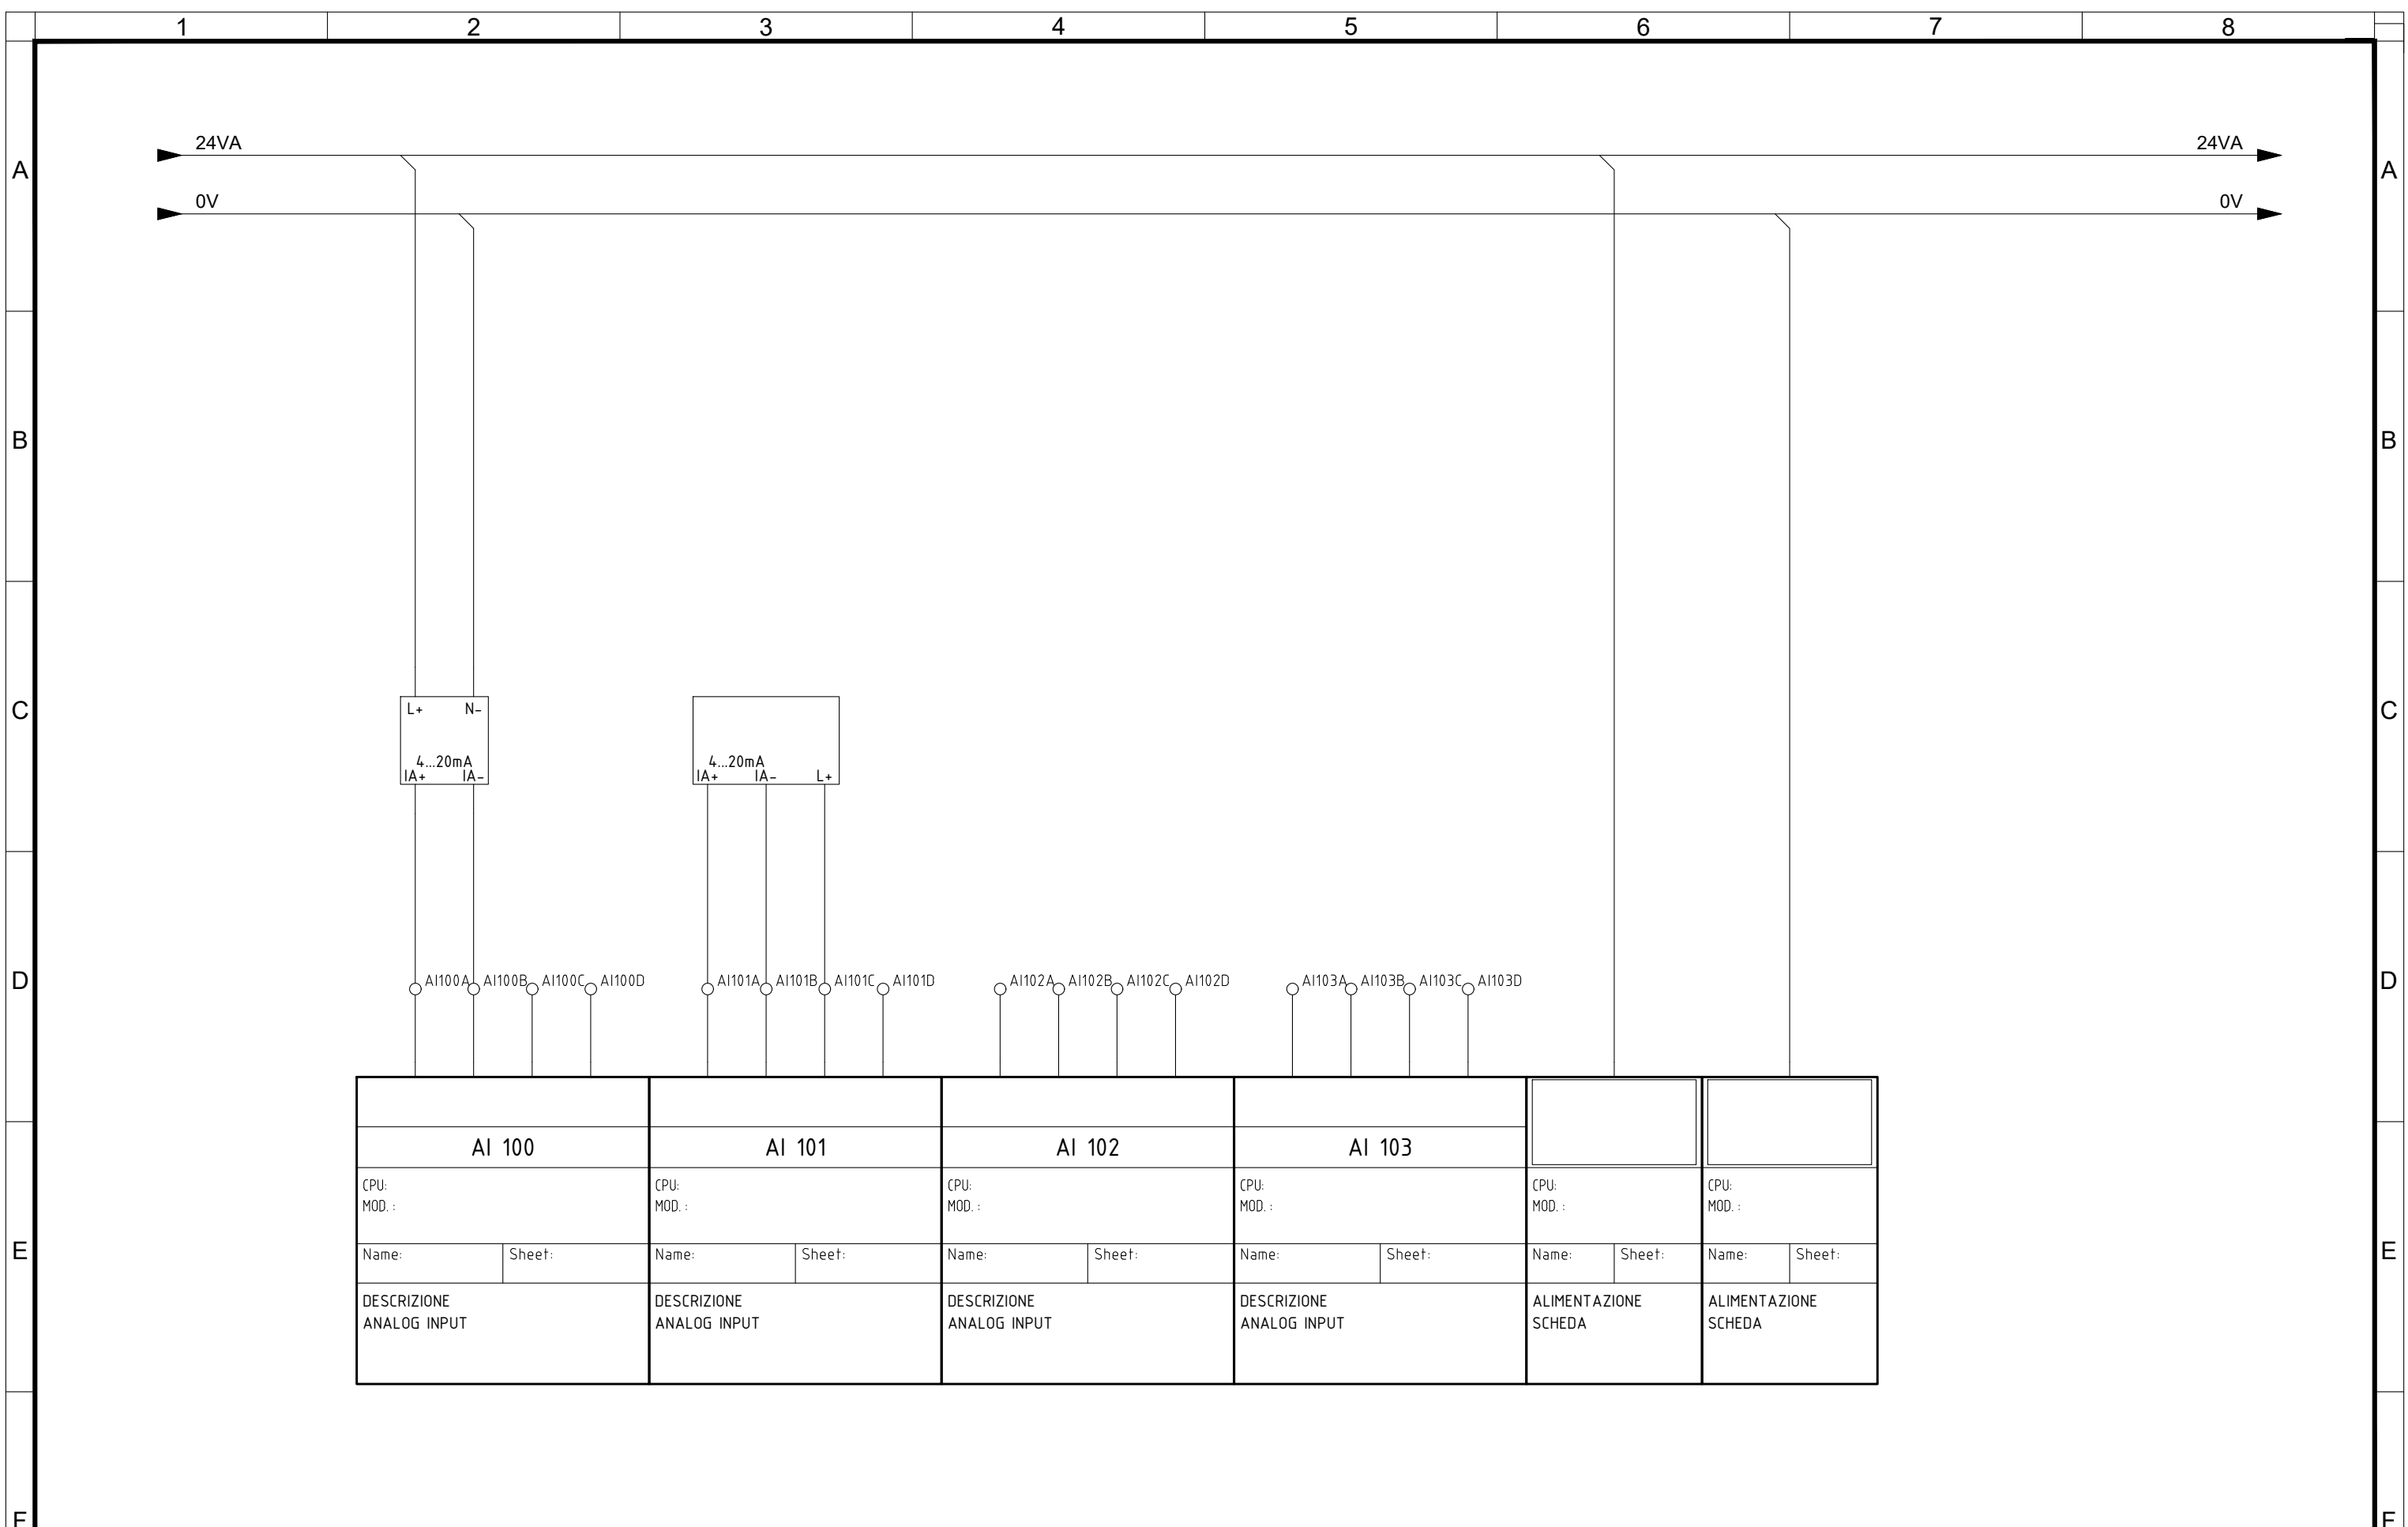 1 2 3 4 5 6 7 8
24VA 24VA
A A
0V 0V
B B
L+ N-
C C
4...20mA 4...20mA
IA+ IA- IA+ IA- L+
D AI100A AI100B AI100C AI100D AI101A AI101B AI101C AI101D AI102A AI102B AI102C AI102D AI103A AI103B AI103C AI103D D
AI 100 AI 101 AI 102 AI 103
CPU: CPU: CPU: CPU: CPU: CPU:
MOD. : MOD. : MOD. : MOD. : MOD. : MOD. :
E Name: Sheet: Name: Sheet: Name: Sheet: Name: Sheet: Name: Sheet: Name: Sheet: E
DESCRIZIONE DESCRIZIONE DESCRIZIONE DESCRIZIONE ALIMENTAZIONE ALIMENTAZIONE
ANALOG INPUT ANALOG INPUT ANALOG INPUT ANALOG INPUT SCHEDA SCHEDA